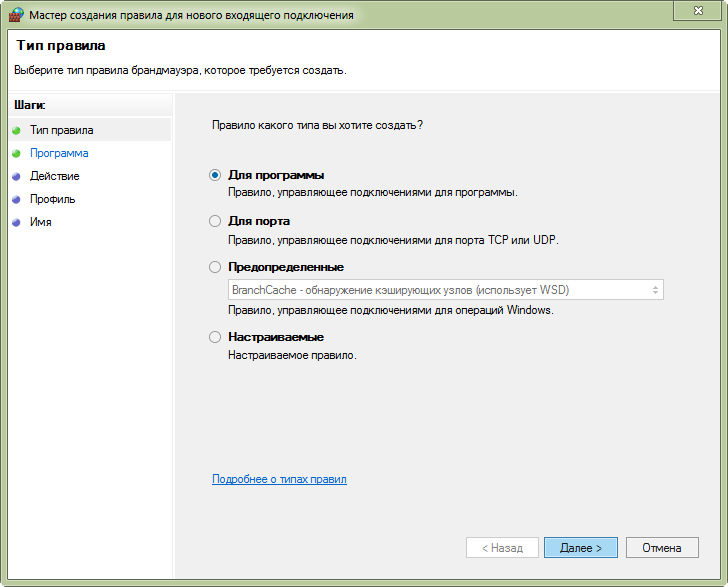 Мастер создания правила для нового входящего подключения
Тип правила
Выберите тип правила брандмауэра, которое требуется создать.
Шаги:
Тип правила
Программа
Действие
Профиль
Имя
Правило какого типа вы хотите создать?
Для программы
Правило, управляющее подключениями для программы.
Для порта
Правило, управляющее подключениями для порта TCP или UDP.
Предопределенные
BranchCache - обнаружение кэширующих узлов (использует WSD)
Правило, управляющее подключениями для операций Windows.
Настраиваемые
Настраиваемое правило.
Подробнее о типах правил
< Назад
Далее >
Отмена